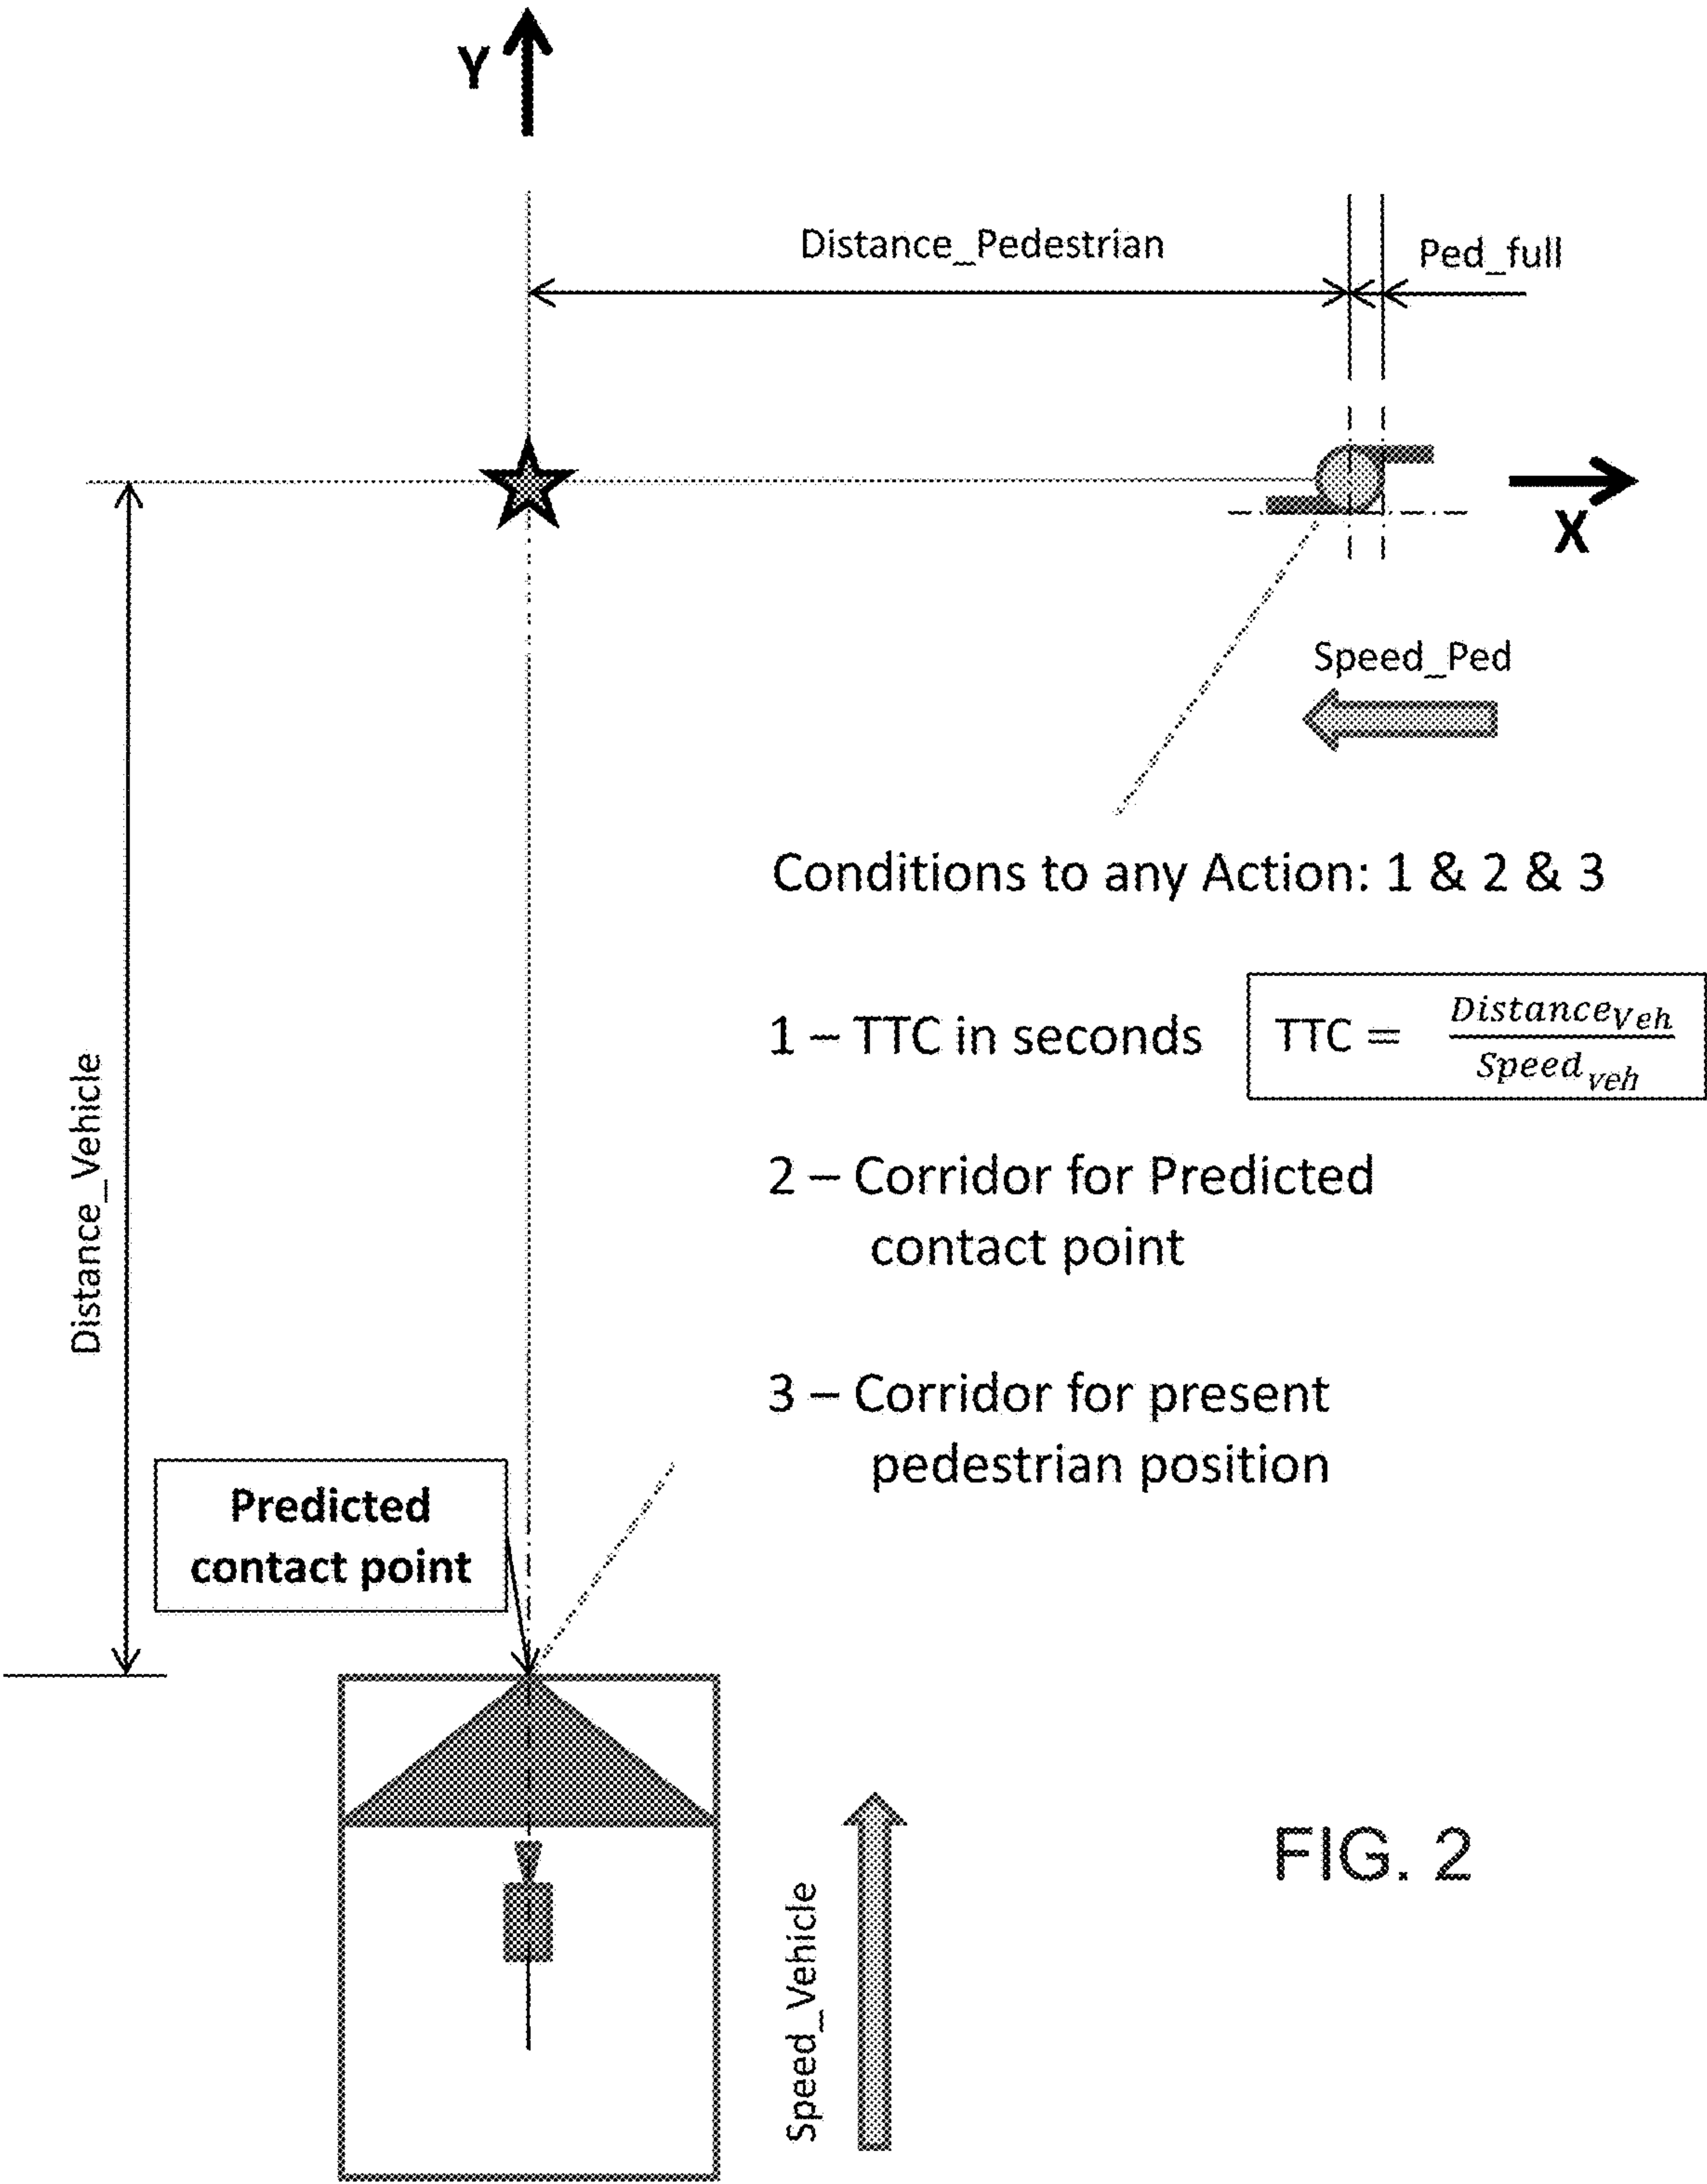 Y
Distance_Pedestrian
Ped_full
X
Speed_Ped
Conditions to any Action: 1 & 2 & 3
1 – TTC in seconds
TTC = Distance_Veh / Speed_veh
2 – Corridor for Predicted
contact point
3 – Corridor for present
pedestrian position
Distance_Vehicle
Predicted
contact point
Speed_Vehicle
FIG. 2